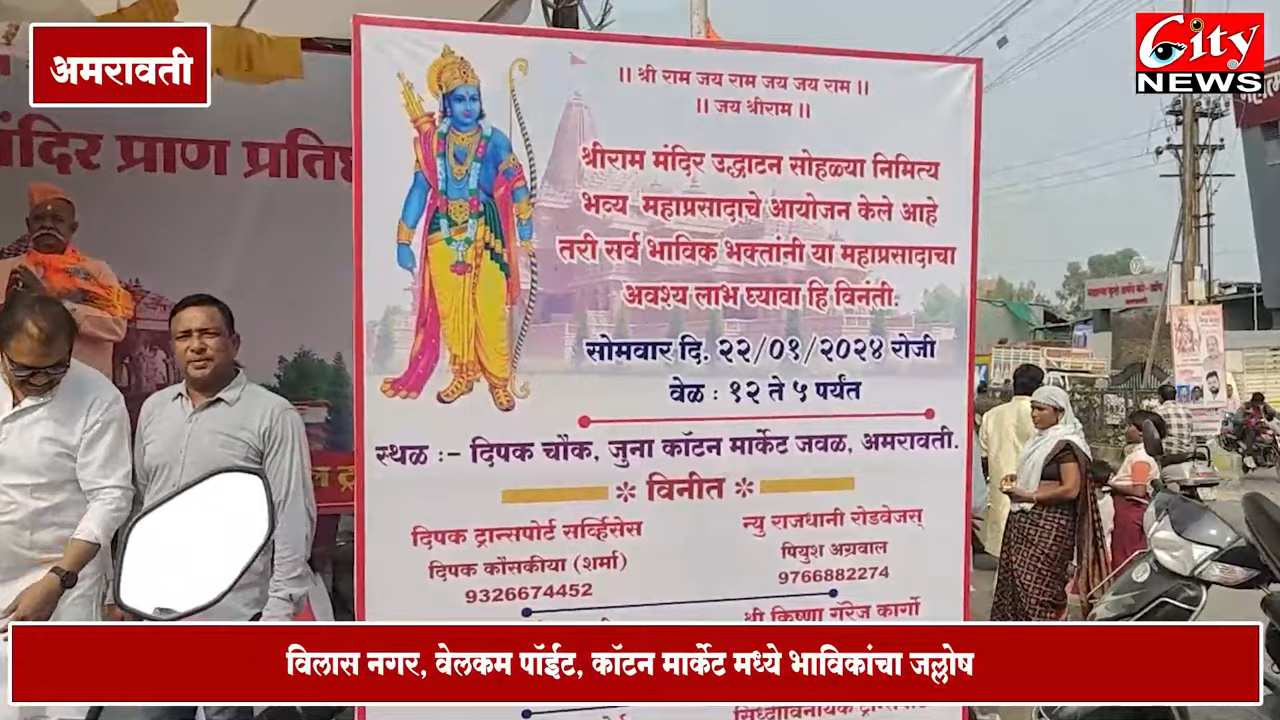 अमरावती
City
NEWS
मंदिर प्राण
॥ श्री राम जय राम जय जय राम ॥
॥ जय श्रीराम ॥
श्रीराम मंदिर उद्घाटन सोहळ्या निमित्य
भव्य महाप्रसादाचे आयोजन केले आहे
तरी सर्व भाविक भक्तांनी या महाप्रसादाचा
अवश्य लाभ घ्यावा हि विनंती.
सोमवार दि. २२/०१/२०२४ रोजी
वेळ : १२ ते ५ पर्यंत
स्थळ :- दिपक चौक, जुना कॉटन मार्केट जवळ, अमरावती.
विनीत
दिपक ट्रान्सपोर्ट सर्व्हिसेस
दिपक कौसकीया (शर्मा)
9326674452
न्यु राजधानी रोडवेजस्
पियुश अग्रवाल
9766882274
श्री किष्णा गॅरेज कार्गो
विलास नगर, वेलकम पॉईट, कॉटन मार्केट मध्ये भाविकांचा जल्लोष